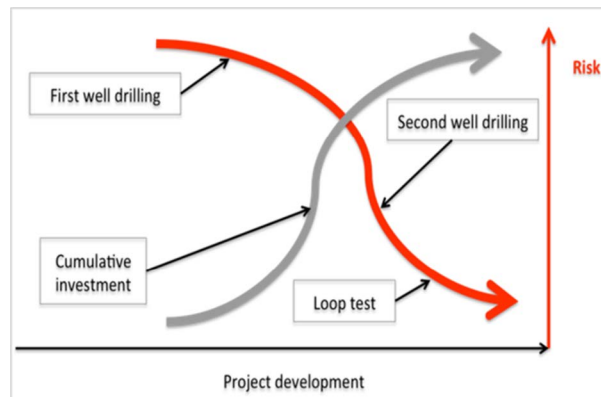 Risk
First well drilling
Second well drilling
Cumulative
investment
Loop test
Project development